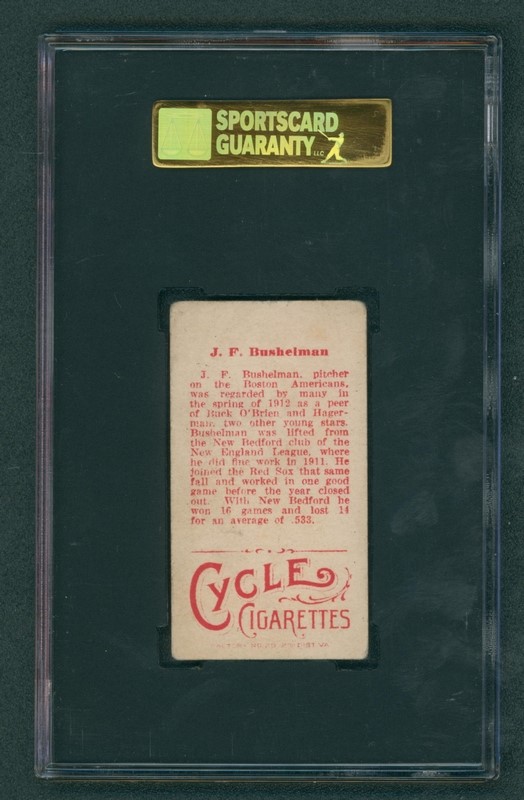 SPORTSCARD
GUARANTY LLC
J. F. Bushelman
J. F. Bushelman, pitcher
on the Boston Americans,
was regarded by many in
the spring of 1912 as a peer
of Buck O'Brien and Hager-
man, two other young stars.
Bushelman was lifted from
the New Bedford club of the
New England League, where
he did fine work in 1911. He
joined the Red Sox that same
fall and worked in one good
game before the year closed
out. With New Bedford he
won 16 games and lost 14
for an average of .533.
CYCLE
CIGARETTES